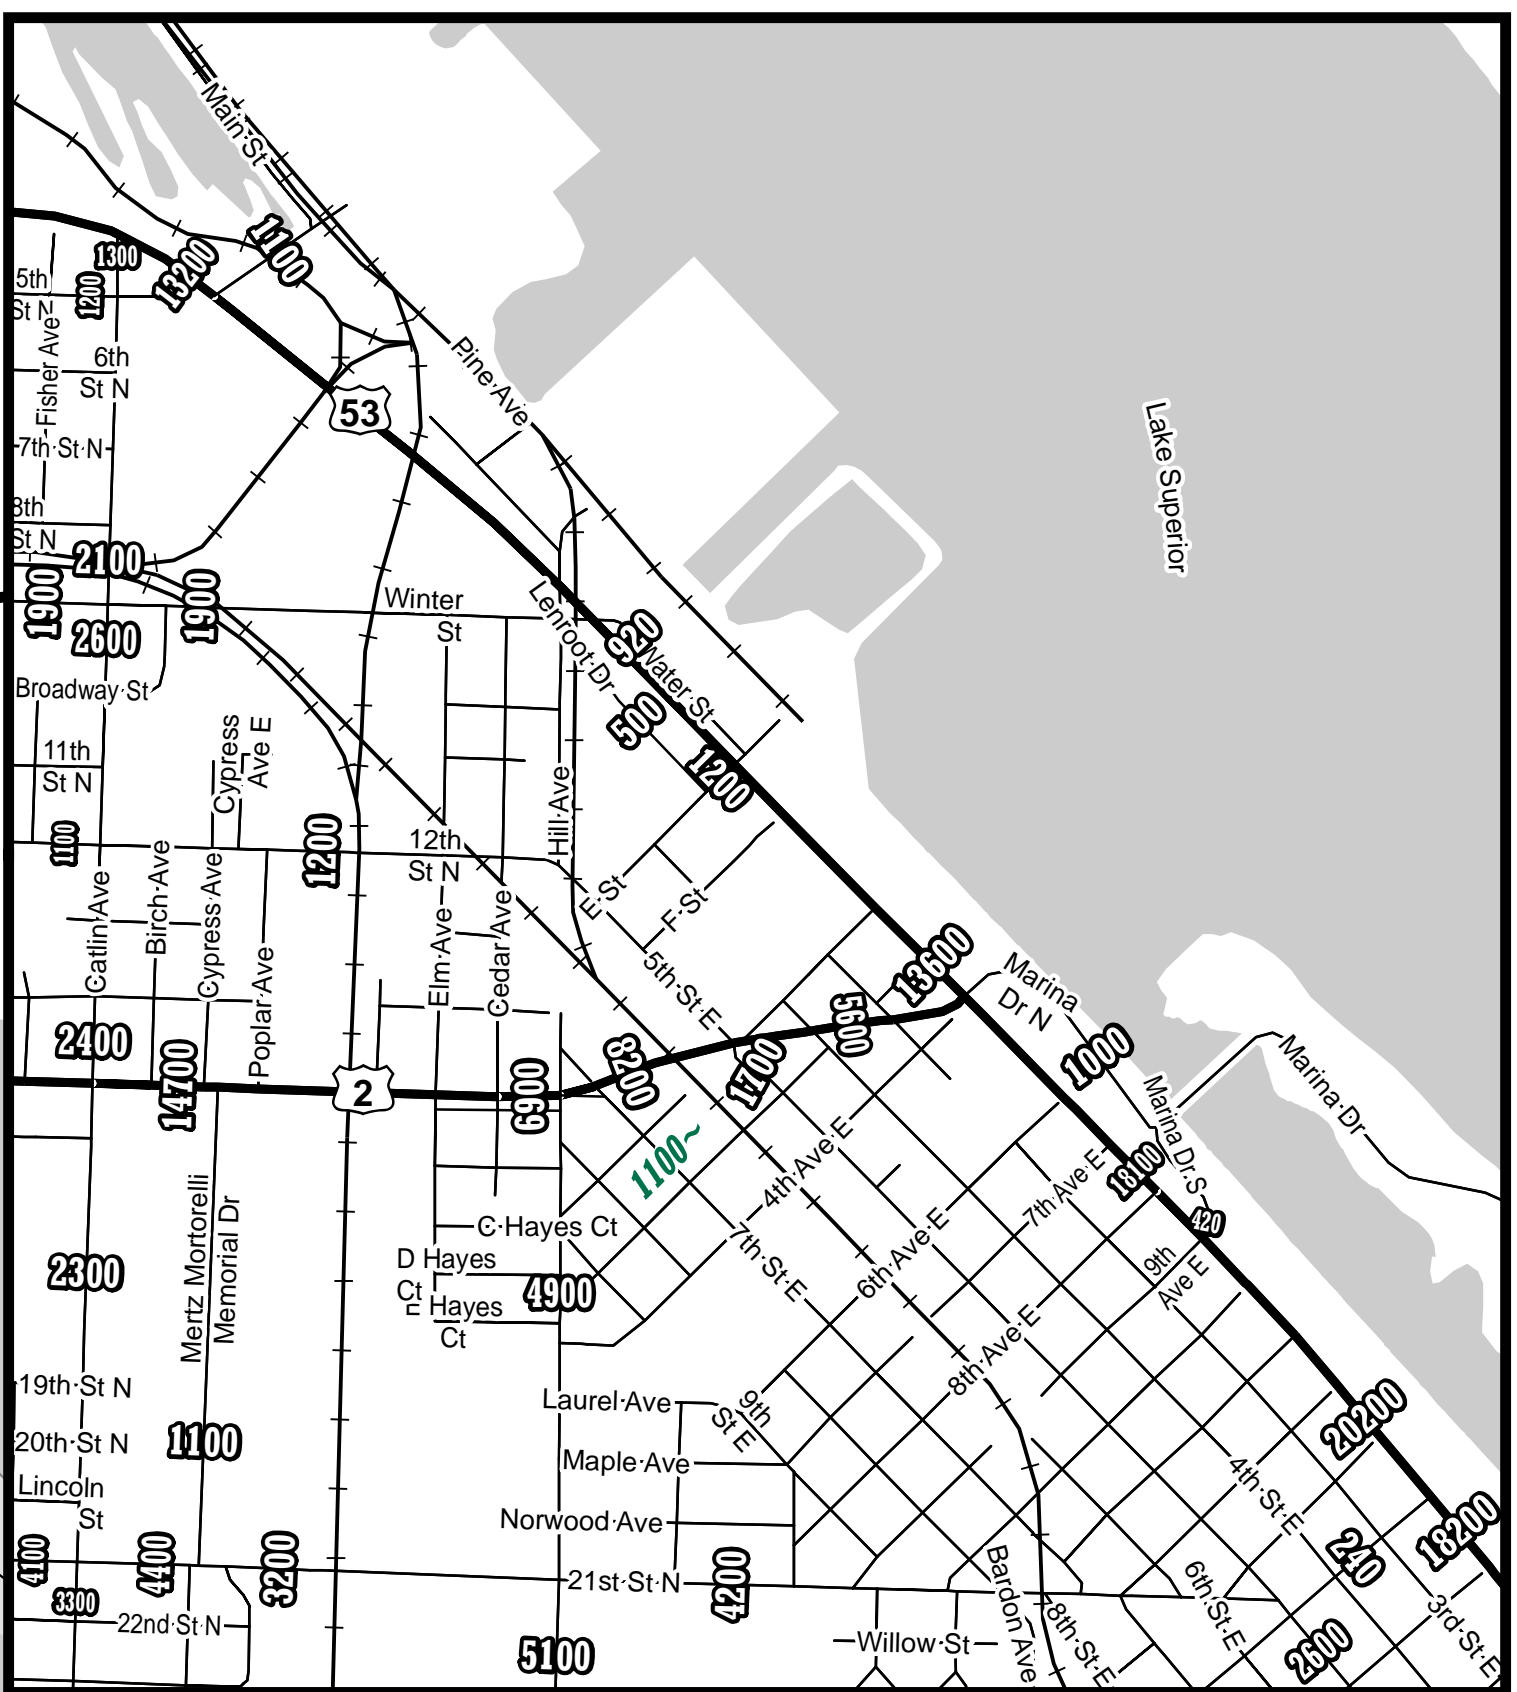 Main St
1100
1300
13200
5th
St N
1200
Fisher Ave
6th
St N
Pine Ave
53
7th St N
8th
St N
Lake Superior
2100
1900
1900
2600
Winter
St
Lenroot Dr
920
Water St
Broadway St
500
Cypress
Ave E
11th
St N
1200
Hill Ave
1100
1200
12th
St N
Catlin Ave
Birch Ave
Cypress Ave
Poplar Ave
Elm Ave
Cedar Ave
E St
F St
5th St E
13600
Marina
Dr N
5600
2400
14700
2
6900
8200
1700
1000
Marina Dr
Marina Dr S
1100~
4th Ave E
7th Ave E
18100
420
Mertz Mortorelli
Memorial Dr
C Hayes Ct
D Hayes
Ct
E Hayes
Ct
4900
2300
7th St E
6th Ave E
9th
Ave E
8th Ave E
19th St N
20th St N
1100
Lincoln
St
Laurel Ave
9th
St E
Maple Ave
Norwood Ave
20200
4th St E
18200
240
4100
4400
3200
3300
21st St N
4200
22nd St N
5100
Willow St
Bardon Ave
8th St E
6th St E
2600
3rd St E